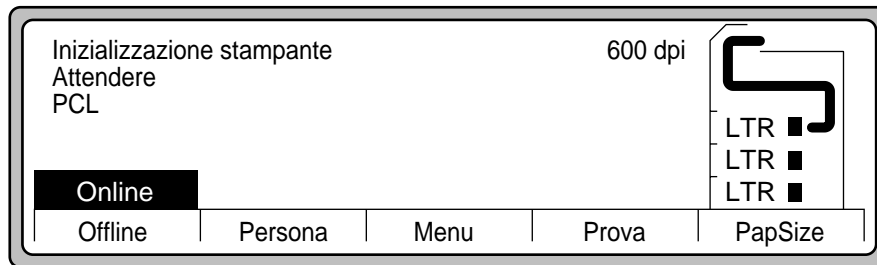 Inizializzazione stampante 600 dpi
Attendere
PCL
LTR
LTR
LTR
Online
Offline Persona Menu Prova PapSize